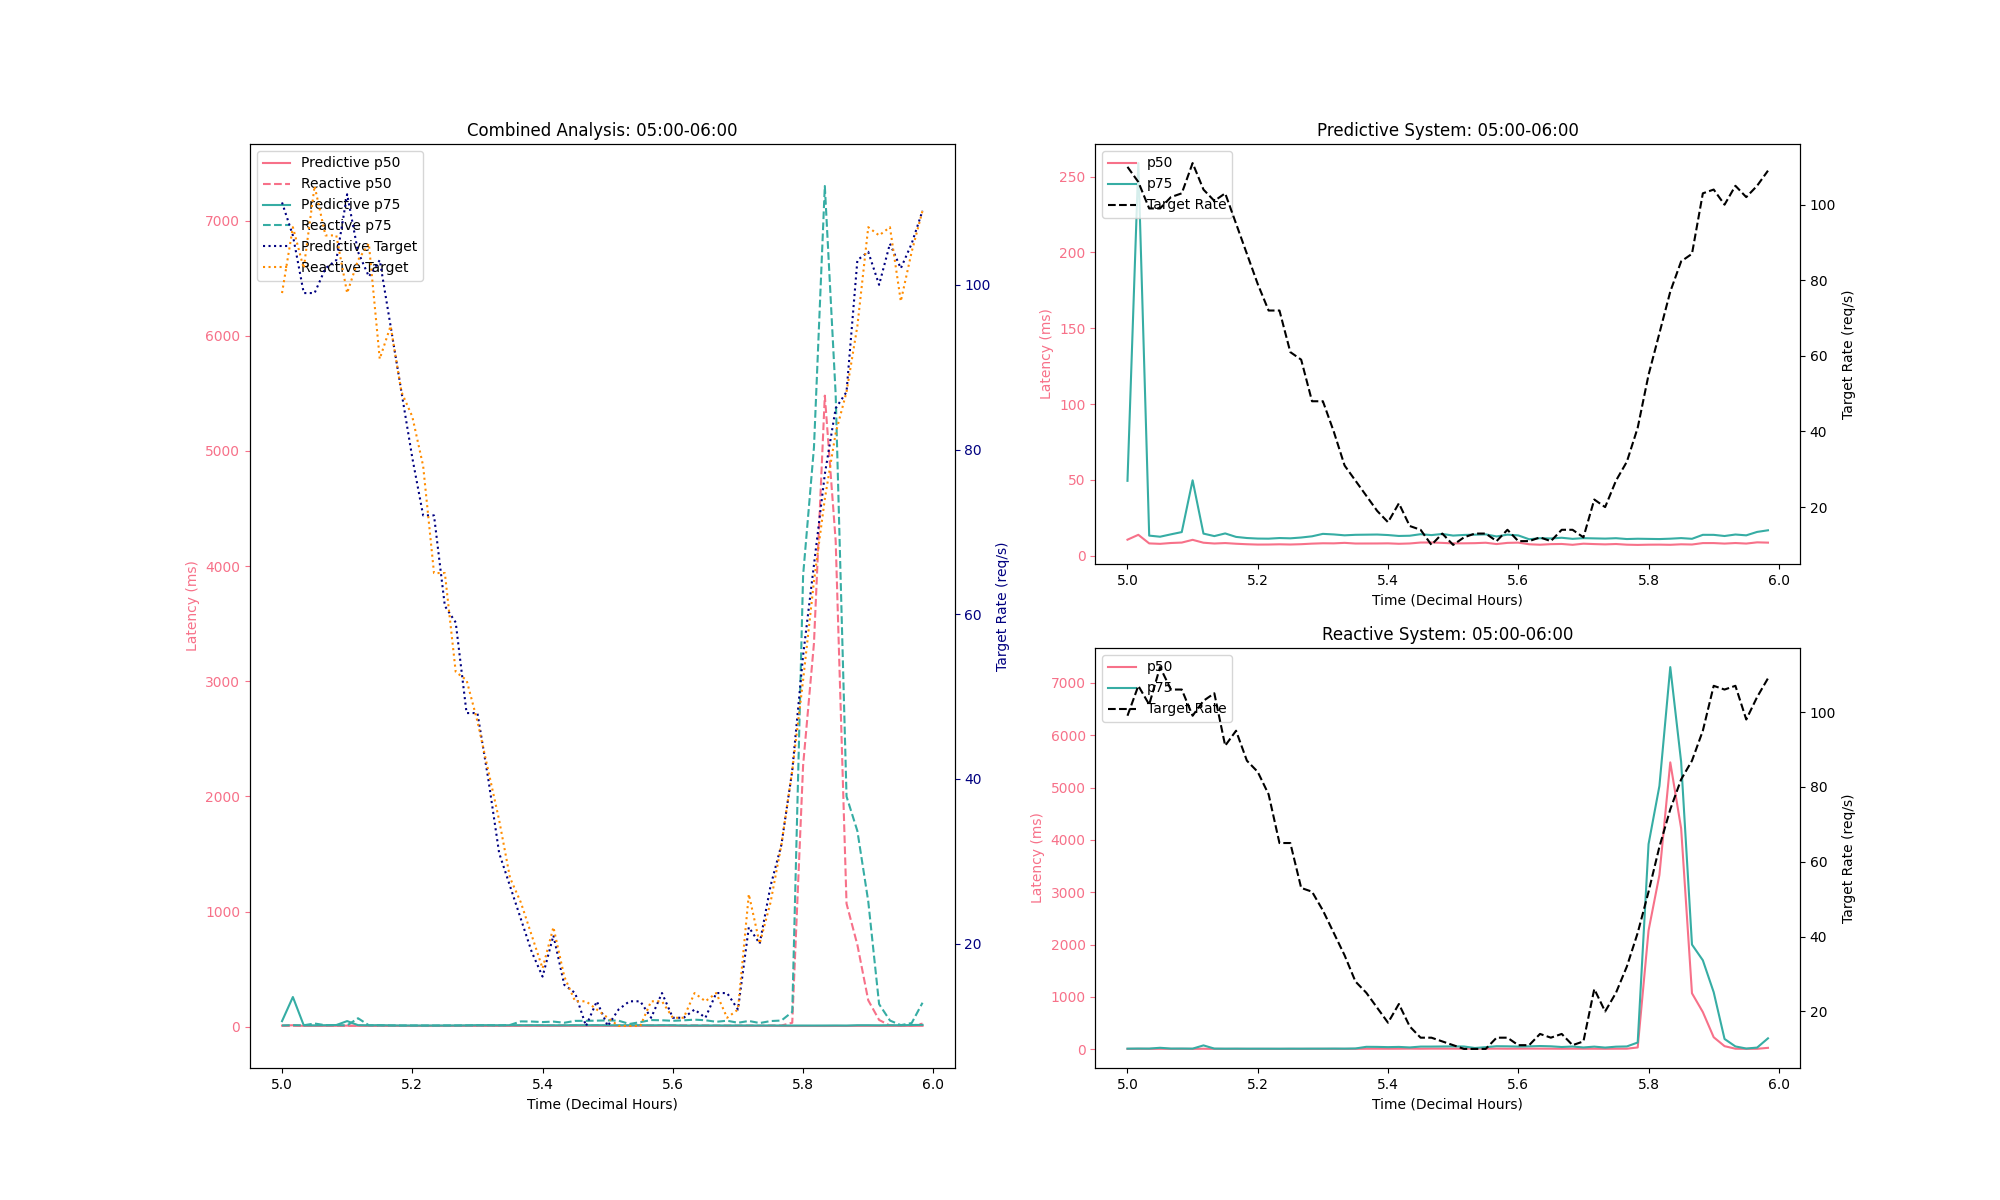 Combined Analysis: 05:00-06:00
Predictive p50
Reactive p50
Predictive p75
Reactive p75
Predictive Target
Reactive Target
Latency (ms)
7000
6000
5000
4000
3000
2000
1000
0
Target Rate (req/s)
100
80
60
40
20
5.0 5.2 5.4 5.6 5.8 6.0
Time (Decimal Hours)
Predictive System: 05:00-06:00
p50
p75
Target Rate
Latency (ms)
250
200
150
100
50
0
Target Rate (req/s)
100
80
60
40
20
5.0 5.2 5.4 5.6 5.8 6.0
Time (Decimal Hours)
Reactive System: 05:00-06:00
p50
p75
Target Rate
Latency (ms)
7000
6000
5000
4000
3000
2000
1000
0
Target Rate (req/s)
100
80
60
40
20
5.0 5.2 5.4 5.6 5.8 6.0
Time (Decimal Hours)